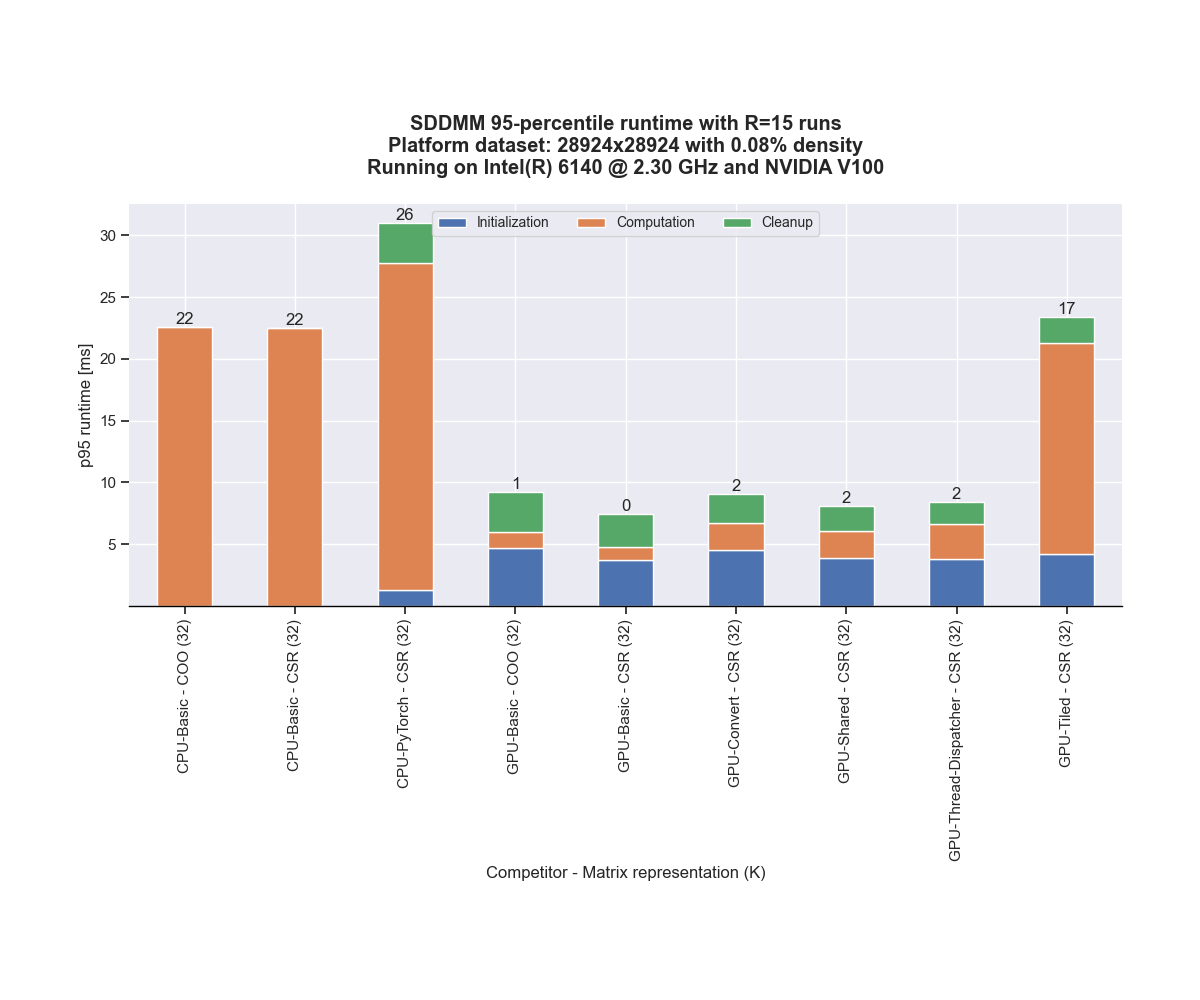 SDDMM 95-percentile runtime with R=15 runs
Platform dataset: 28924x28924 with 0.08% density
Running on Intel(R) 6140 @ 2.30 GHz and NVIDIA V100
Initialization
Computation
Cleanup
p95 runtime [ms]
30
25
20
15
10
5
22
22
26
1
0
2
2
2
17
CPU-Basic - COO (32)
CPU-Basic - CSR (32)
CPU-PyTorch - CSR (32)
GPU-Basic - COO (32)
GPU-Basic - CSR (32)
GPU-Convert - CSR (32)
GPU-Shared - CSR (32)
GPU-Thread-Dispatcher - CSR (32)
GPU-Tiled - CSR (32)
Competitor - Matrix representation (K)